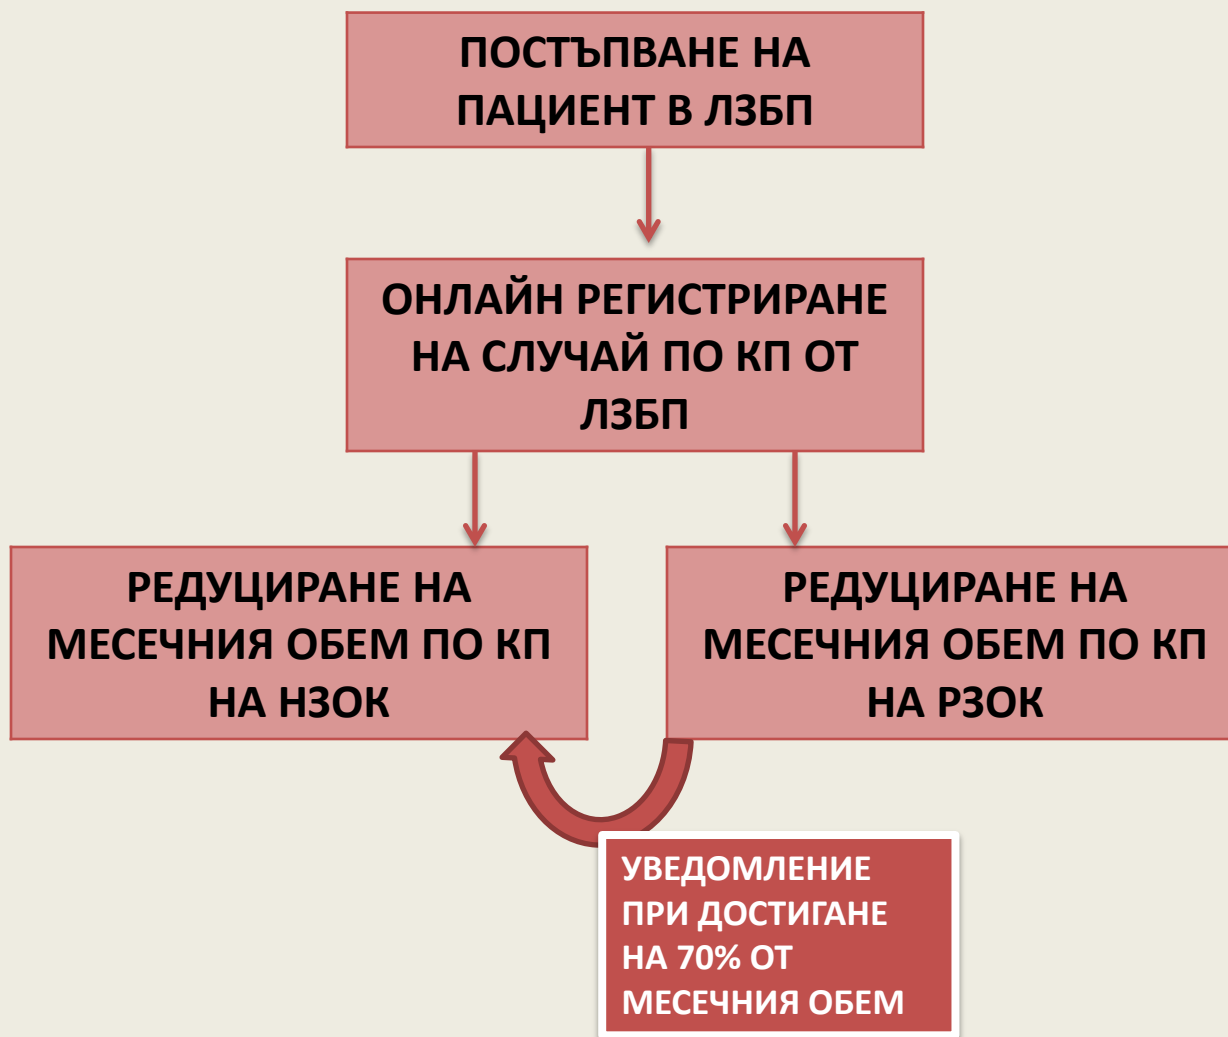 ПОСТЪПВАНЕ НА
ПАЦИЕНТ В ЛЗБП
ОНЛАЙН РЕГИСТРИРАНЕ
НА СЛУЧАЙ ПО КП ОТ
ЛЗБП
РЕДУЦИРАНЕ НА
МЕСЕЧНИЯ ОБЕМ ПО КП
НА НЗОК
РЕДУЦИРАНЕ НА
МЕСЕЧНИЯ ОБЕМ ПО КП
НА РЗОК
УВЕДОМЛЕНИЕ
ПРИ ДОСТИГАНЕ
НА 70% ОТ
МЕСЕЧНИЯ ОБЕМ